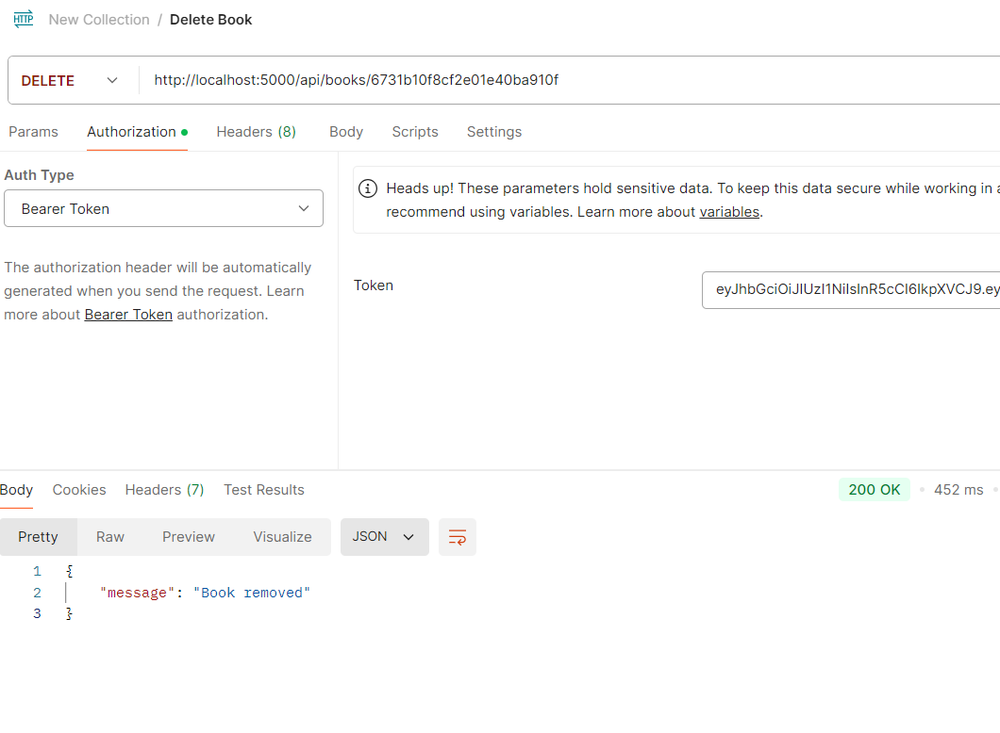 HTTP New Collection / Delete Book
DELETE http://localhost:5000/api/books/6731b10f8cf2e01e40ba910f
Params Authorization Headers (8) Body Scripts Settings
Auth Type
Bearer Token
The authorization header will be automatically
generated when you send the request. Learn
more about Bearer Token authorization.
Heads up! These parameters hold sensitive data. To keep this data secure while working in a
recommend using variables. Learn more about variables.
Token eyJhbGciOiJIUzI1NiIsInR5cCI6IkpXVCJ9.ey
Body Cookies Headers (7) Test Results 200 OK 452 ms
Pretty Raw Preview Visualize JSON
1 {
2 "message": "Book removed"
3 }